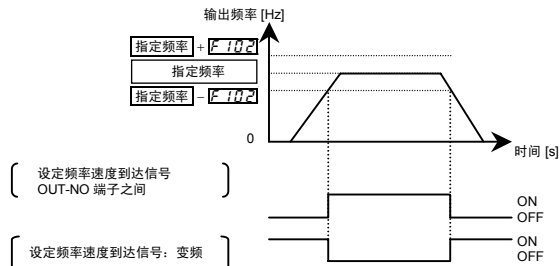 输出频率 [Hz]
指定频率 + F102
指定频率
指定频率 − F102
0
时间 [s]
设定频率速度到达信号
OUT-NO 端子之间
ON
OFF
设定频率速度到达信号：变频
ON
OFF